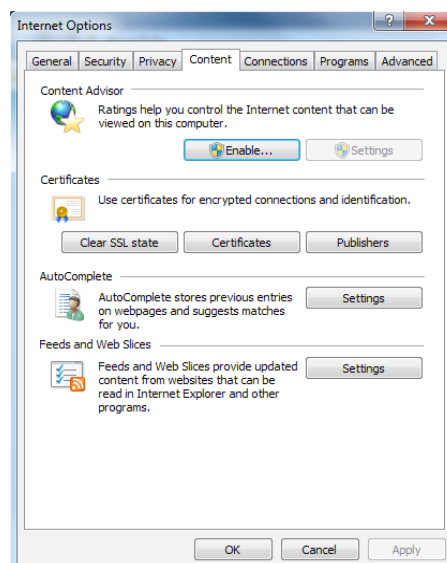 Internet Options
? X
General Security Privacy Content Connections Programs Advanced
Content Advisor
Ratings help you control the Internet content that can be
viewed on this computer.
Enable... Settings
Certificates
Use certificates for encrypted connections and identification.
Clear SSL state Certificates Publishers
AutoComplete
AutoComplete stores previous entries
on webpages and suggests matches
for you.
Settings
Feeds and Web Slices
Feeds and Web Slices provide updated
content from websites that can be
read in Internet Explorer and other
programs.
Settings
OK Cancel Apply